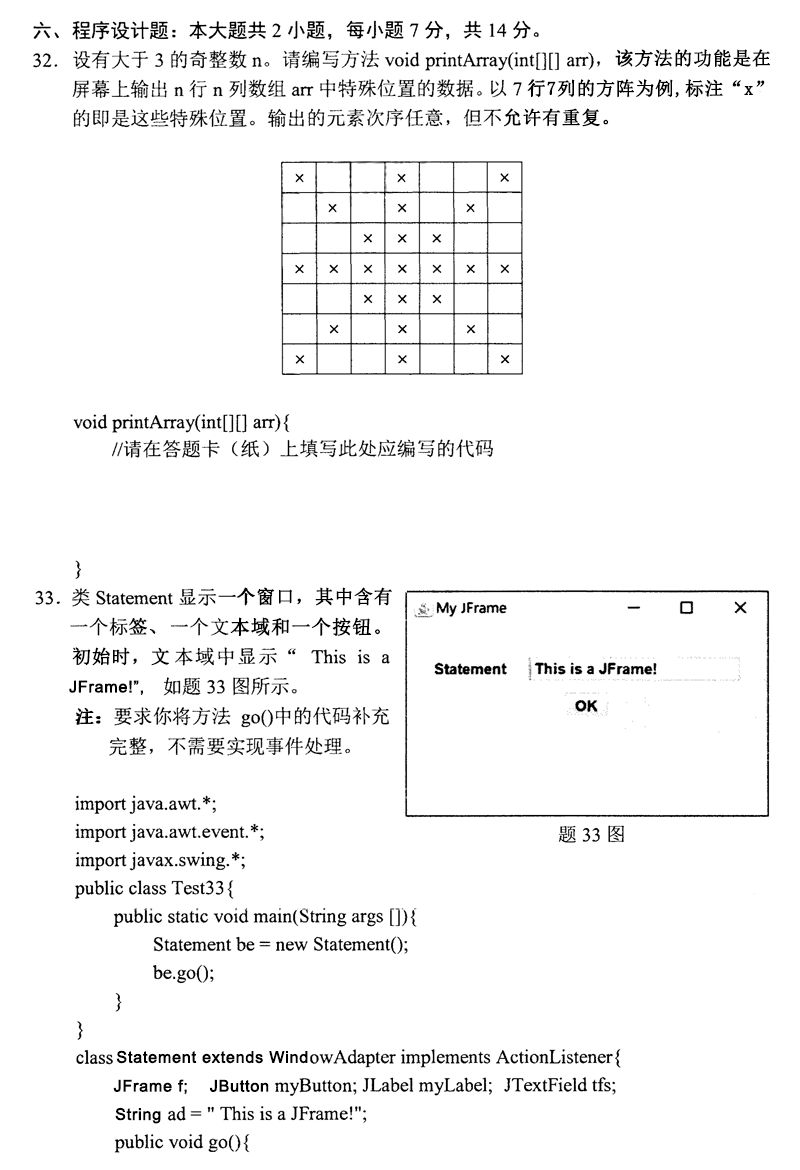 六、程序设计题：本大题共 2 小题，每小题 7 分，共 14 分。
32．设有大于 3 的奇整数 n。请编写方法 void printArray(int[][] arr)，该方法的功能是在
屏幕上输出 n 行 n 列数组 arr 中特殊位置的数据。以 7 行7列的方阵为例，标注“x”
的即是这些特殊位置。输出的元素次序任意，但不允许有重复。
× × ×
× × ×
× × ×
× × × × × × ×
× × ×
× × ×
× × ×
void printArray(int[][] arr){
//请在答题卡（纸）上填写此处应编写的代码
}
33．类 Statement 显示一个窗口，其中含有
一个标签、一个文本域和一个按钮。
初始时，文本域中显示“ This is a
JFrame!”， 如题 33 图所示。
注：要求你将方法 go()中的代码补充
完整，不需要实现事件处理。
My JFrame
Statement This is a JFrame!
OK
题 33 图
import java.awt.*;
import java.awt.event.*;
import javax.swing.*;
public class Test33{
public static void main(String args []){
Statement be = new Statement();
be.go();
}
}
class Statement extends WindowAdapter implements ActionListener{
JFrame f; JButton myButton; JLabel myLabel; JTextField tfs;
String ad = " This is a JFrame!";
public void go(){